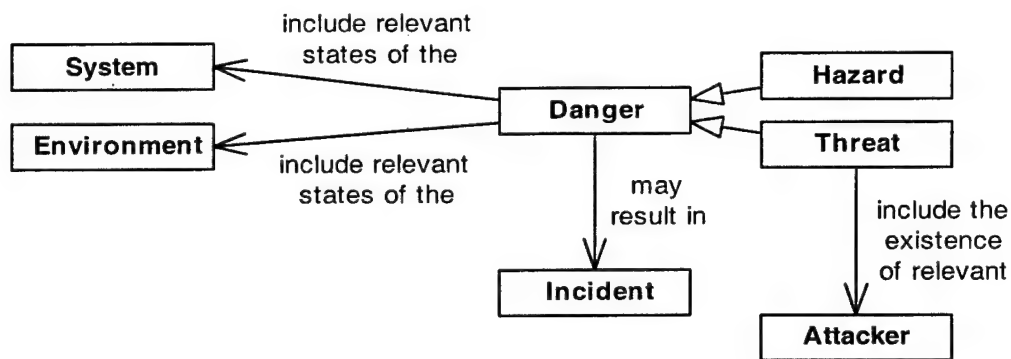 include relevant
states of the
System
Hazard
Danger
Environment
Threat
include relevant
states of the
may
result in
include the
existence
of relevant
Incident
Attacker